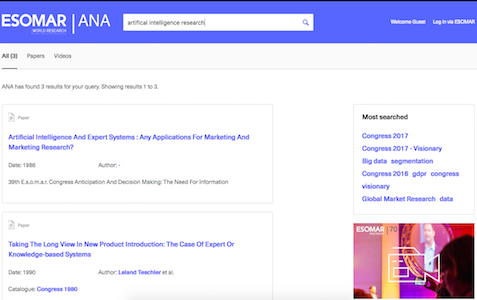 ESOMAR ANA
WORLD RESEARCH
artifical intelligence research
Welcome Guest Log in via ESOMAR
All (3) Papers Videos
ANA has found 3 results for your query. Showing results 1 to 3.
Paper
Artificial Intelligence And Expert Systems : Any Applications For Marketing And
Marketing Research?
Date: 1986 Author: -
39th E.s.o.m.a.r. Congress Anticipation And Decision Making: The Need For Information
Paper
Taking The Long View In New Product Introduction: The Case Of Expert Or
Knowledge-based Systems
Date: 1990 Author: Leland Teschler et al.
Catalogue: Congress 1980
Most searched
Congress 2017
Congress 2017 - Visionary
Big data segmentation
Congress 2016 gdpr congress
visionary
Global Market Research data
ESOMAR 70